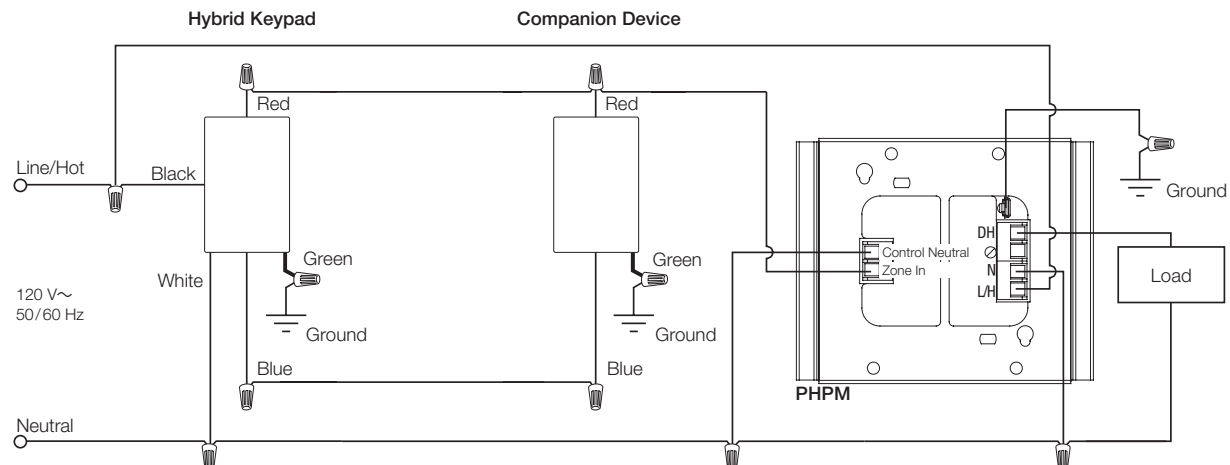 Hybrid Keypad
Companion Device
Red
Red
Line/Hot
Black
Ground
DH
Control Neutral
Green
Green
Zone In
N
Load
White
L/H
120 V~
50/60 Hz
Ground
Ground
Blue
Blue
PHPM
Neutral